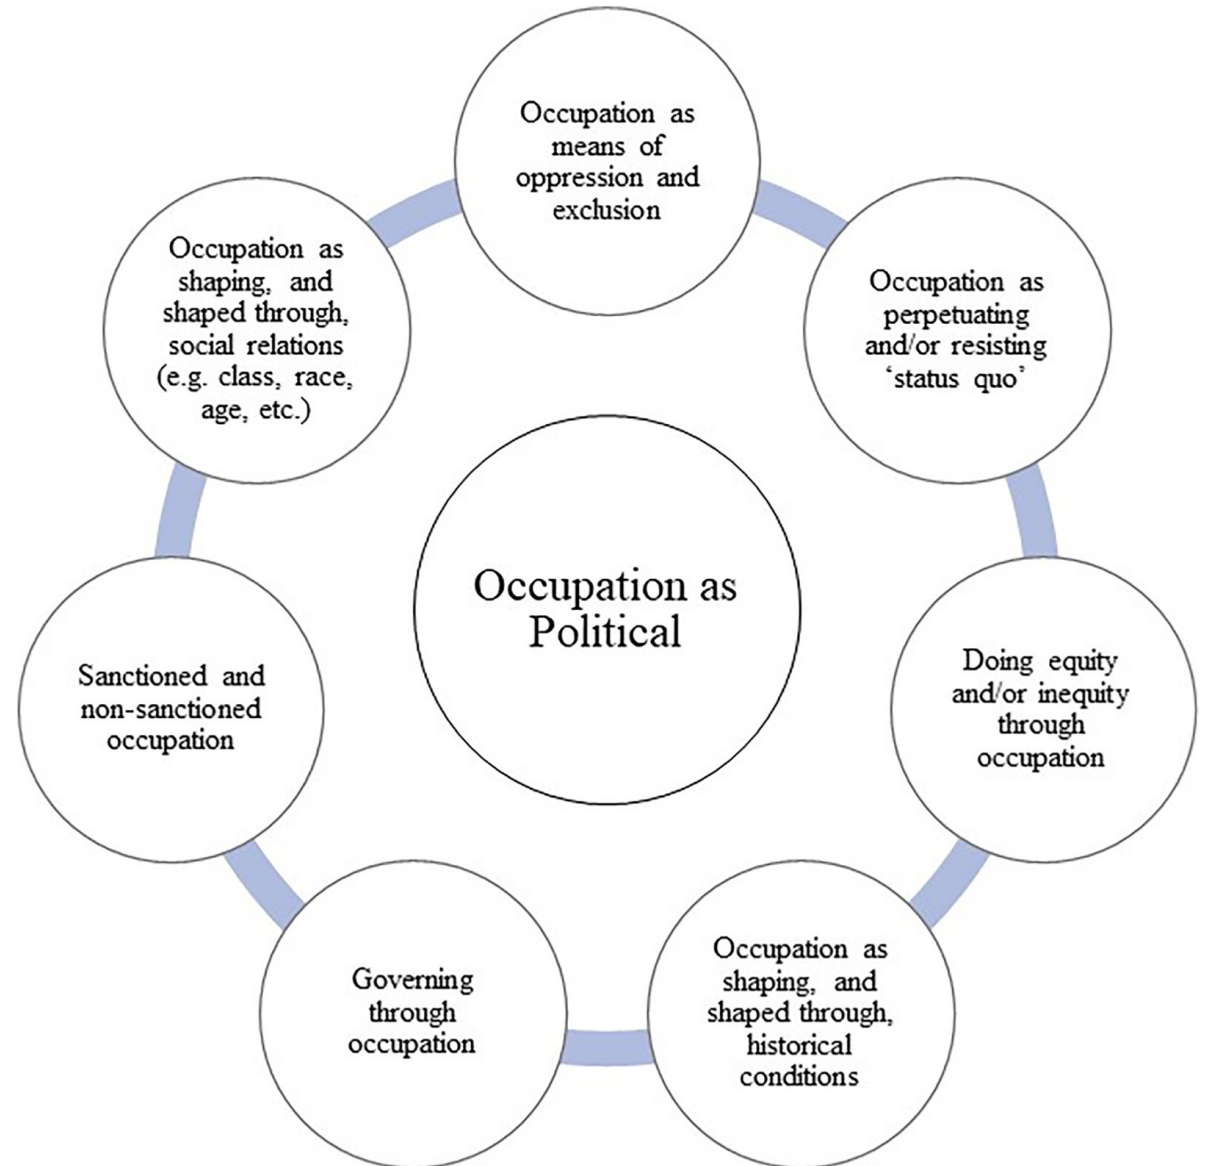 Occupation as
means of
oppression and
exclusion
Occupation as
perpetuating
and/or resisting
‘status quo’
Doing equity
and/or inequity
through
occupation
Occupation as
shaping, and
shaped through,
historical
conditions
Governing
through
occupation
Sanctioned and
non-sanctioned
occupation
Occupation as
shaping, and
shaped through,
social relations
(e.g. class, race,
age, etc.)
Occupation as
Political